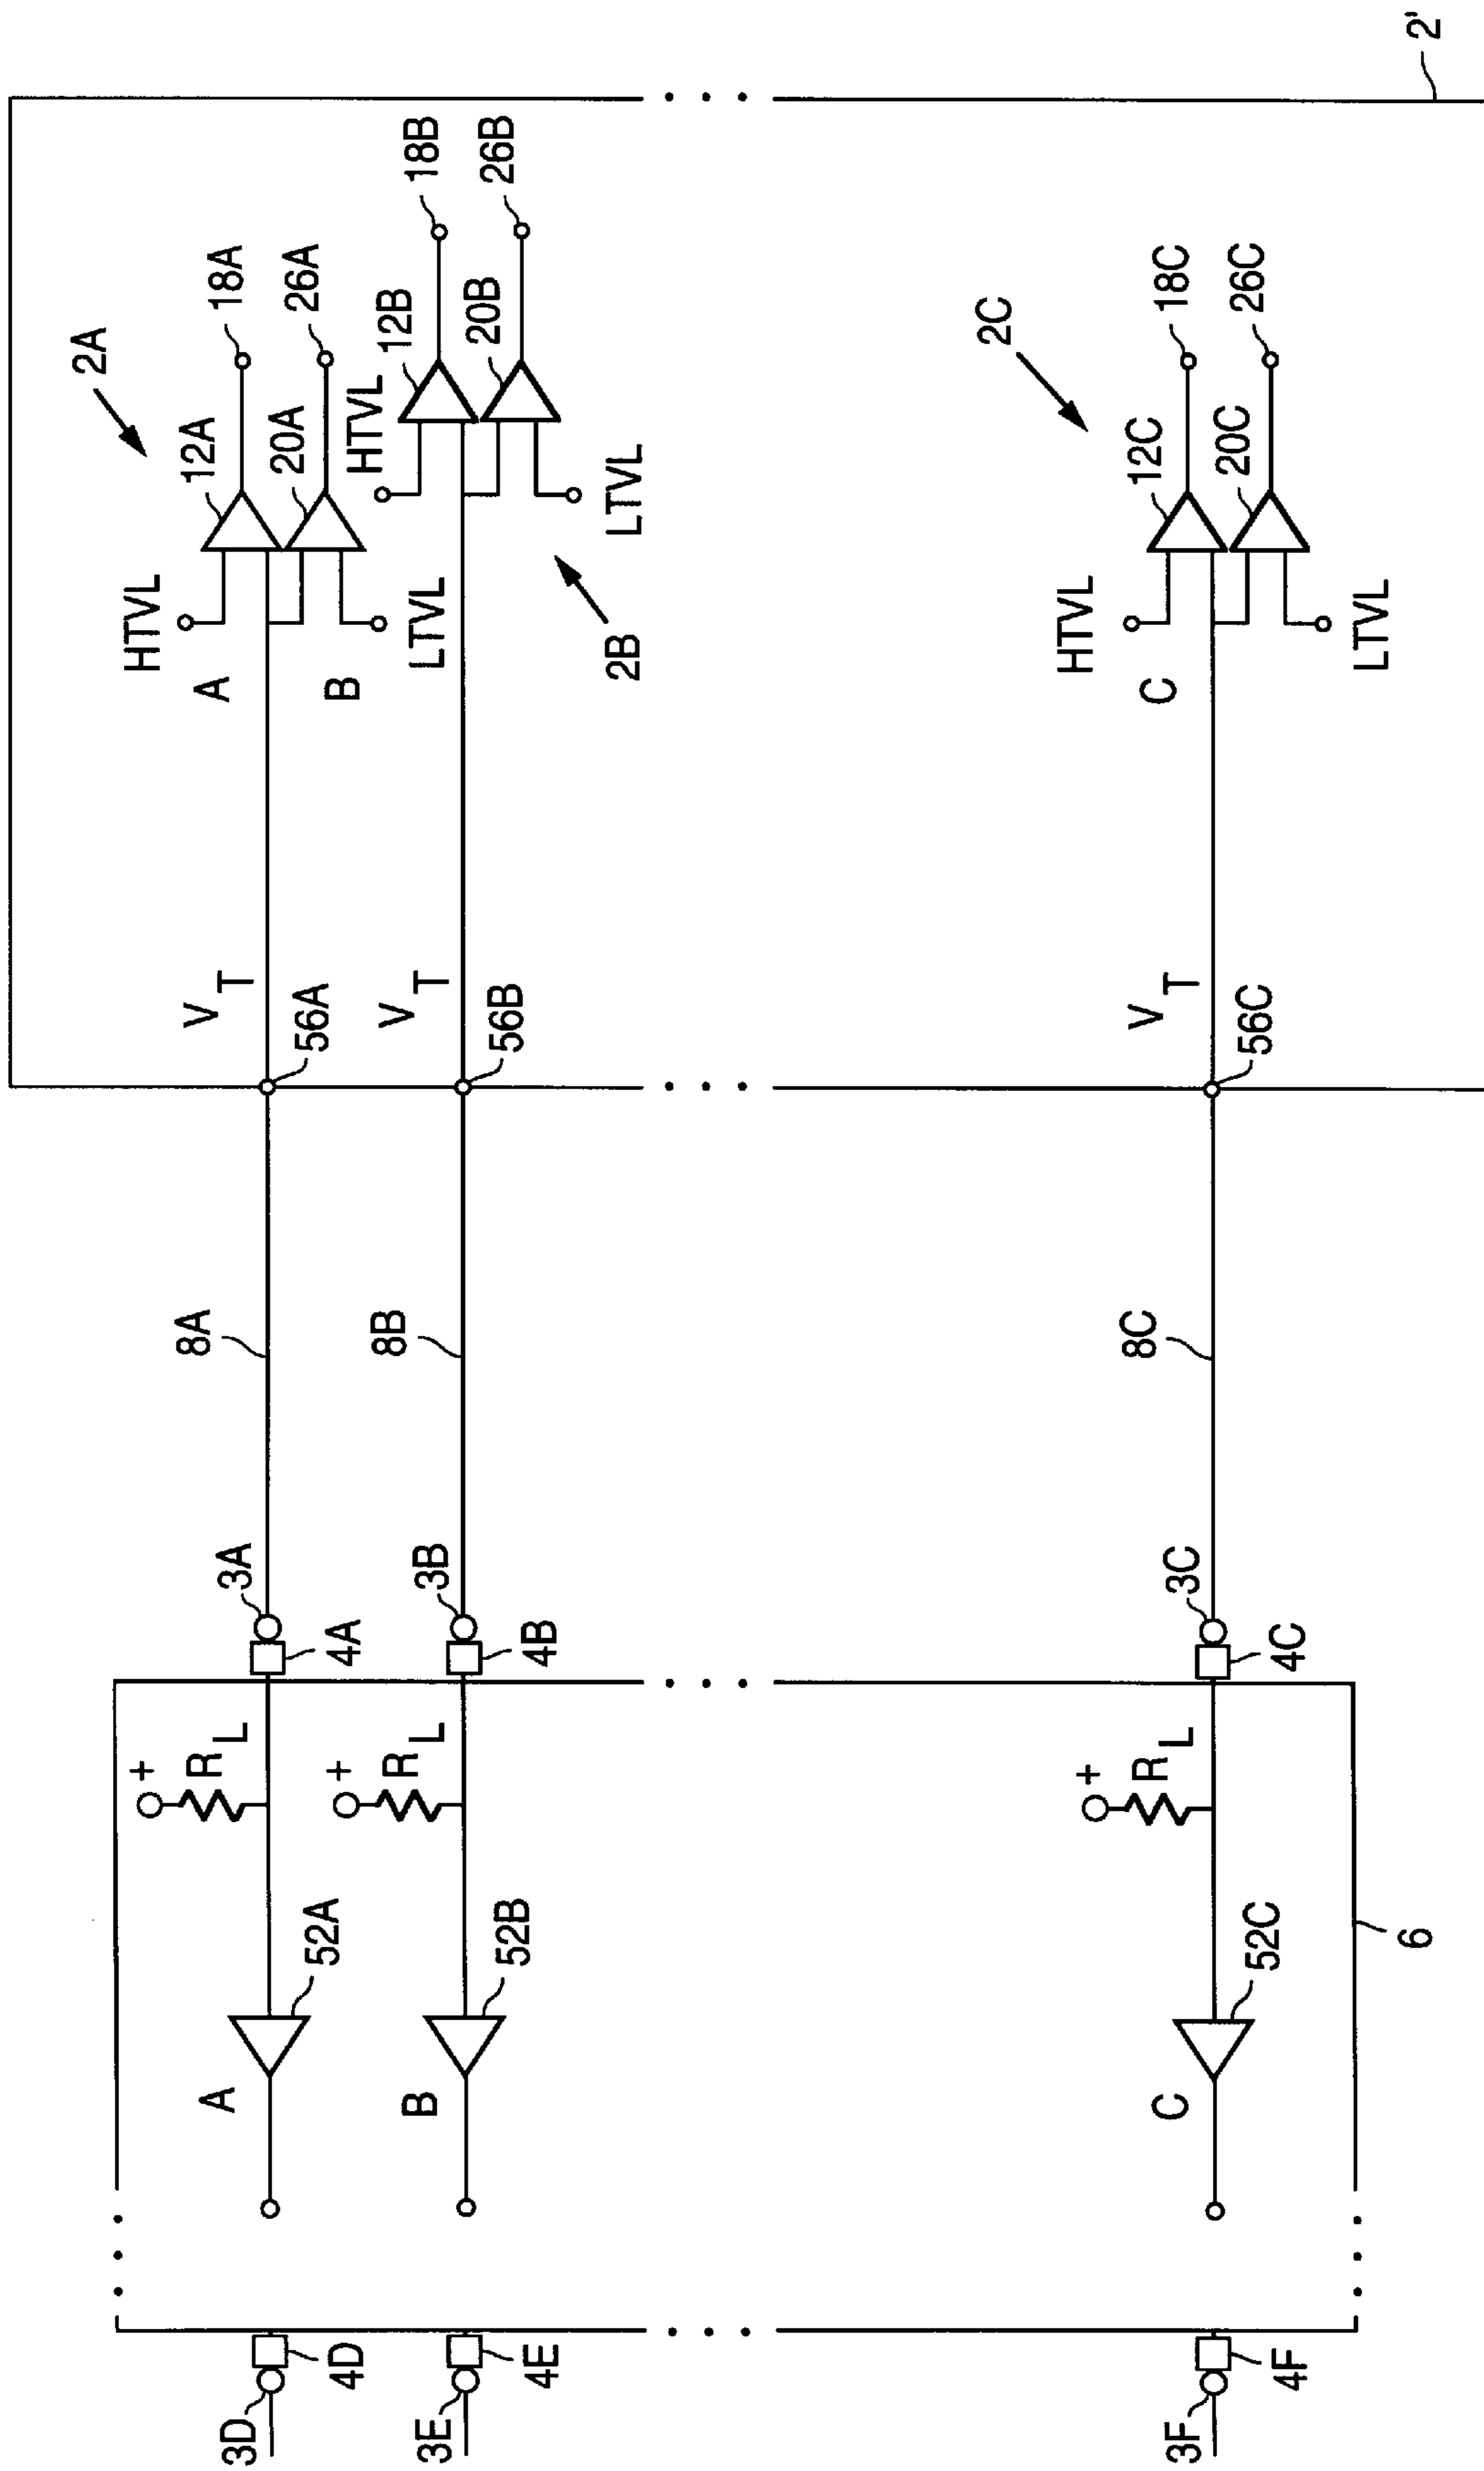 2'
2A
HTVL
A
12A
18A
20A
26A
B
LTVL
HTVL
12B
18B
20B
26B
LTVL
2B
2C
HTVL
C
12C
18C
20C
26C
LTVL
V T
56A
V T
56B
V T
56C
8A
8B
8C
3A
4A
3B
4B
3C
4C
+
R L
+
R L
+
R L
52A
A
52B
B
52C
C
6
3D
4D
3E
4E
3F
4F